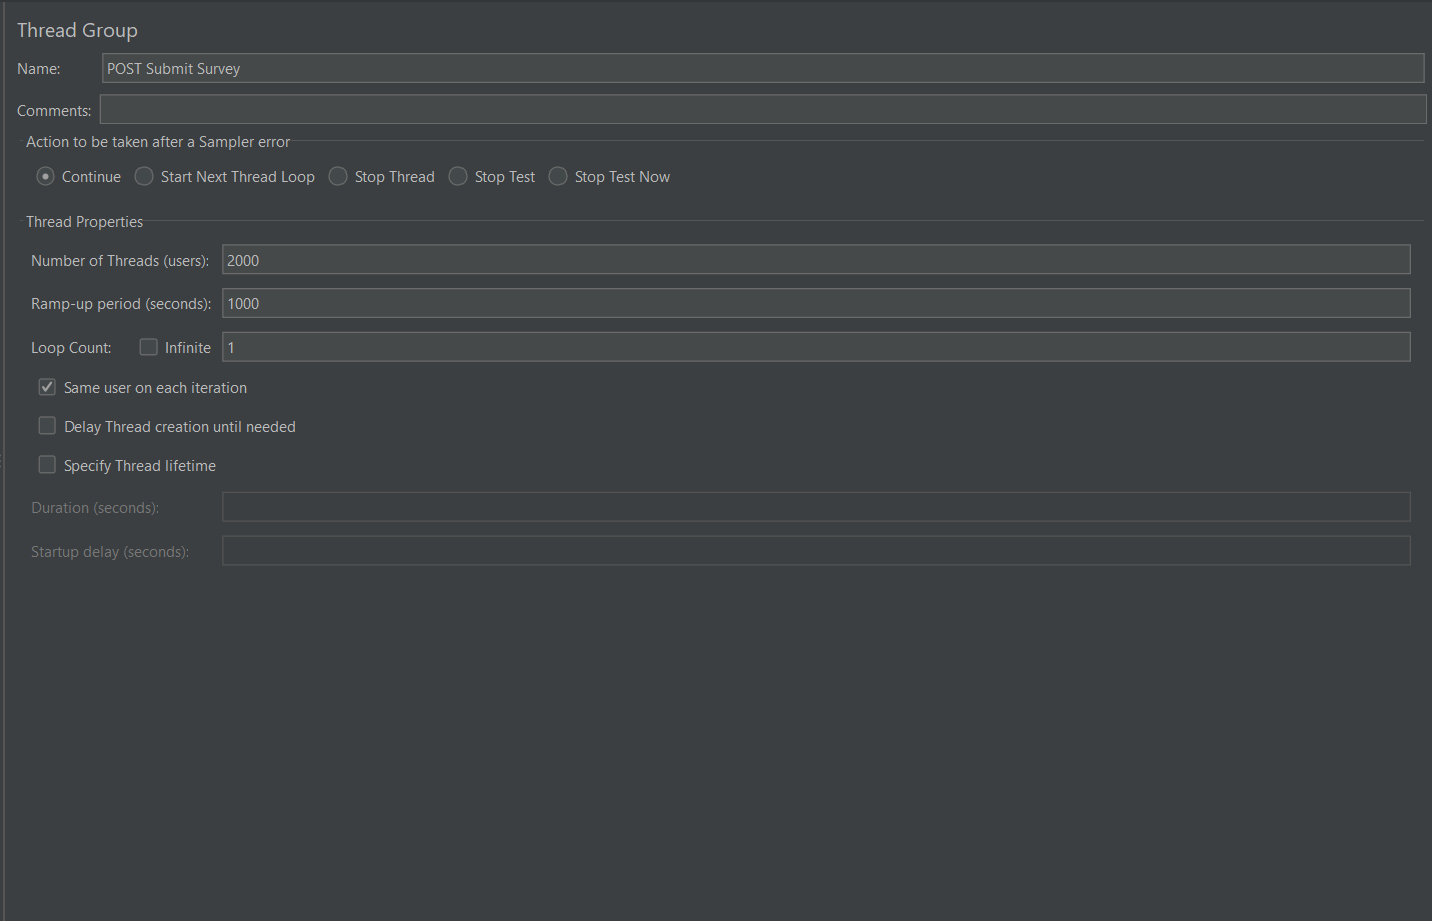 Thread Group
Name: POST Submit Survey
Comments:
Action to be taken after a Sampler error
Continue Start Next Thread Loop Stop Thread Stop Test Stop Test Now
Thread Properties
Number of Threads (users): 2000
Ramp-up period (seconds): 1000
Loop Count: Infinite 1
Same user on each iteration
Delay Thread creation until needed
Specify Thread lifetime
Duration (seconds):
Startup delay (seconds):